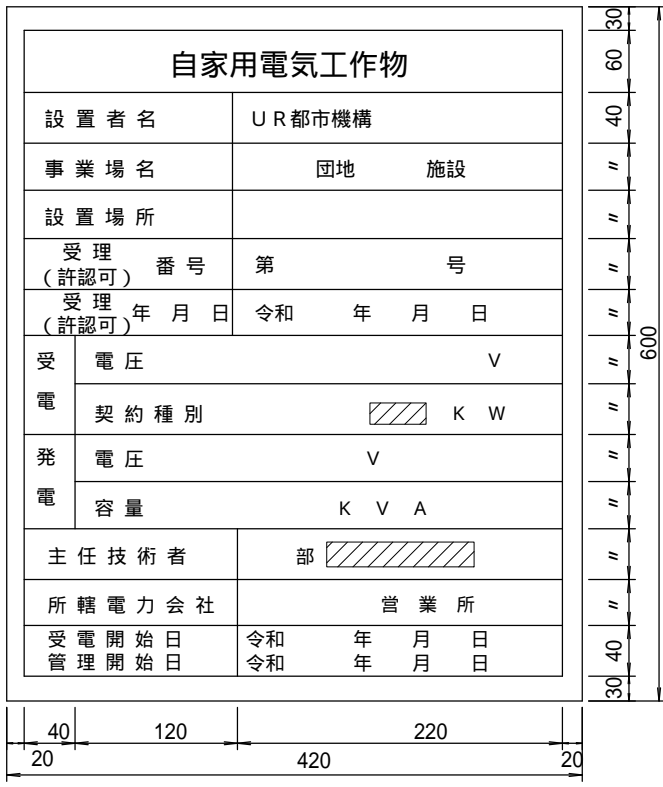 自家用電気工作物
設置者名 UR都市機構
事業場名 団地 施設
設置場所
受理
(許認可) 番号 第 号
受理
(許認可) 年月日 令和 年 月 日
受電 電圧 V
契約種別 KW
発電 電圧 V
容量 KVA
主任技術者 部
所轄電力会社 営業所
受電開始日 令和 年 月 日
管理開始日 令和 年 月 日
30
60
40
〃
〃
〃
〃
〃
〃
〃
〃
〃
〃
40
30
600
40 120 220
20 420 20